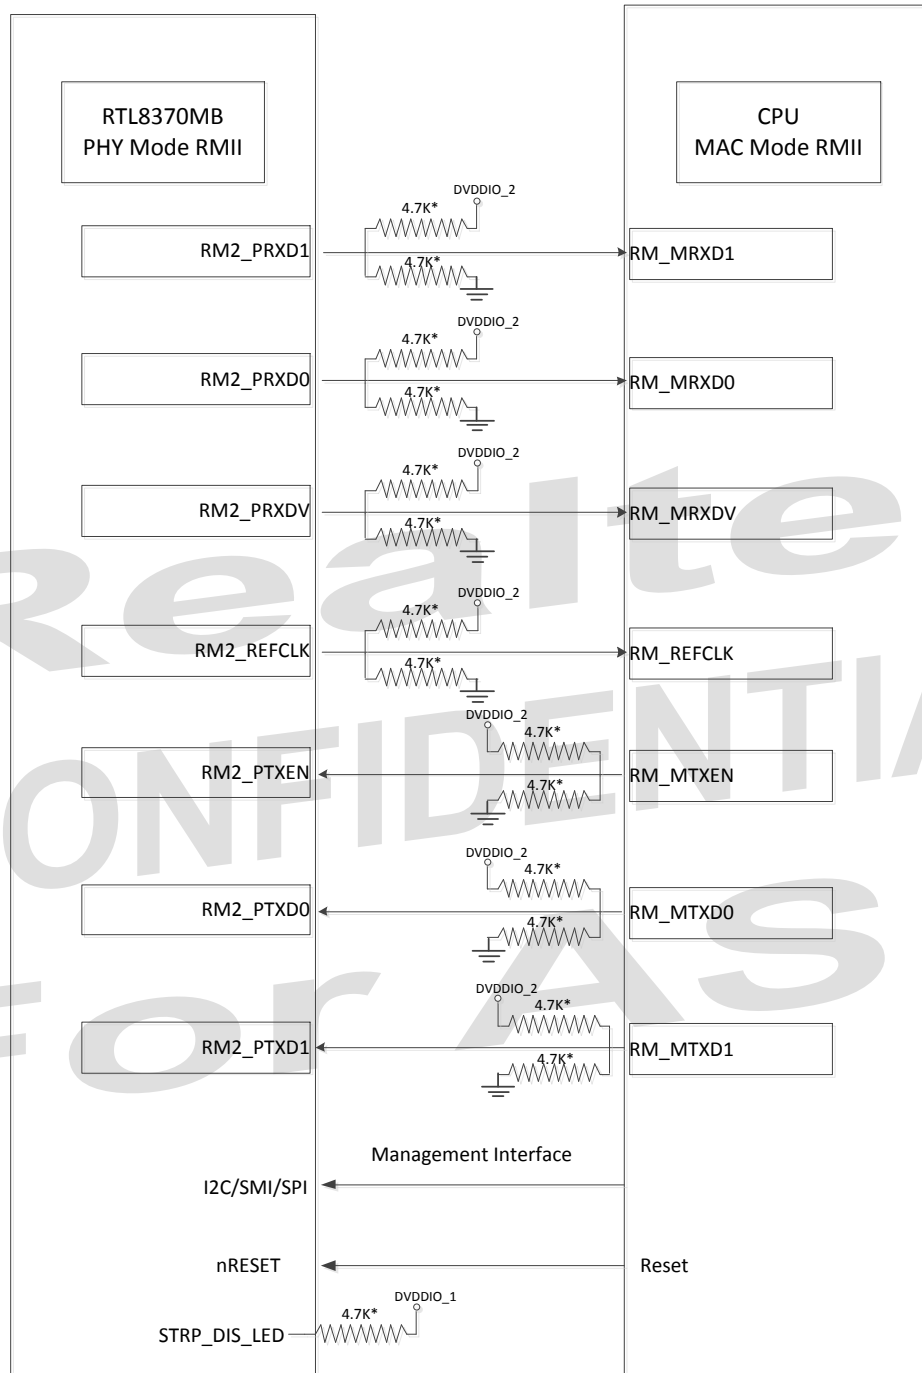 RTL8370MB
PHY Mode RMII
CPU
MAC Mode RMII
DVDDIO_2
4.7K*
RM2_PRXD1
RM_MRXD1
4.7K*
DVDDIO_2
4.7K*
RM2_PRXD0
RM_MRXD0
4.7K*
DVDDIO_2
4.7K*
RM2_PRXDV
RM_MRXDV
4.7K*
DVDDIO_2
4.7K*
RM2_REFCLK
RM_REFCLK
4.7K*
DVDDIO_2
4.7K*
RM2_PTXEN
RM_MTXEN
4.7K*
DVDDIO_2
4.7K*
RM2_PTXD0
RM_MTXD0
4.7K*
DVDDIO_2
4.7K*
RM2_PTXD1
RM_MTXD1
4.7K*
Management Interface
I2C/SMI/SPI
nRESET
Reset
DVDDIO_1
4.7K*
STRP_DIS_LED
Realte
ONFIDENTIA
For As